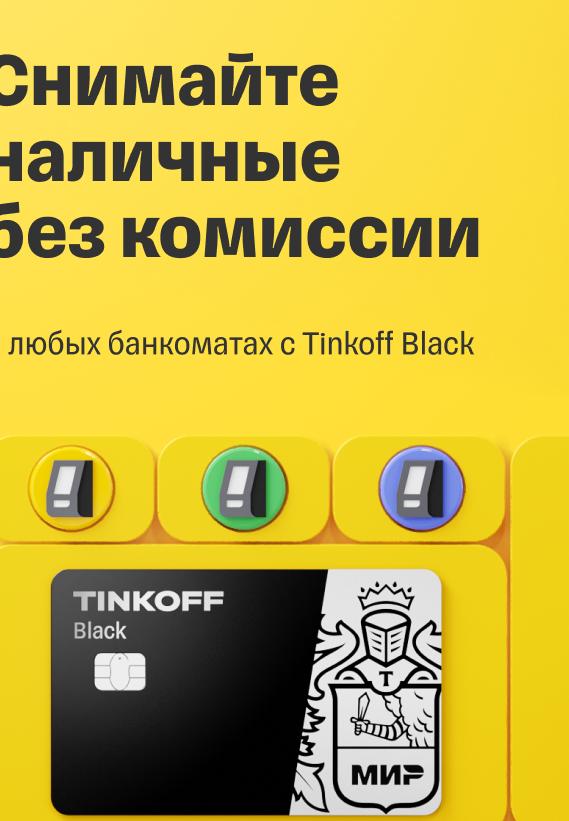 Снимайте
наличные
без комиссии
любых банкоматах с Tinkoff Black
TINKOFF
Black
T
МИР